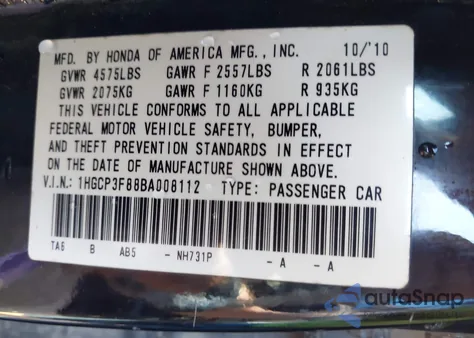 MFD. BY HONDA OF AMERICA MFG., INC. 10/'10
GVWR 4575LBS GAWR F 2557LBS R 2061LBS
GVWR 2075KG GAWR F 1160KG R 935KG
THIS VEHICLE CONFORMS TO ALL APPLICABLE
FEDERAL MOTOR VEHICLE SAFETY, BUMPER,
AND THEFT PREVENTION STANDARDS IN EFFECT
ON THE DATE OF MANUFACTURE SHOWN ABOVE.
V.I.N.: 1HGCP3F88BA006112 TYPE: PASSENGER CAR
TA6 B AB5 - NH731P - A - A
autoSnap